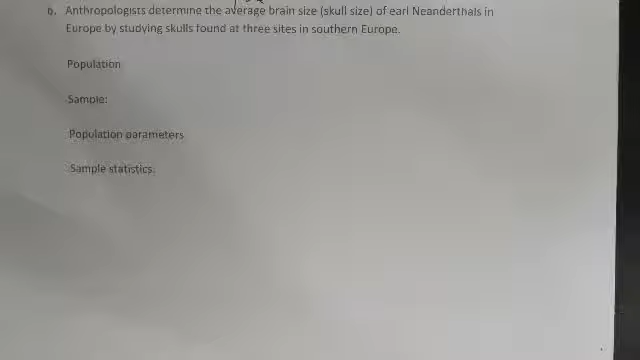 b. Anthropologists determine the average brain size (skull size) of earl Neanderthals in
Europe by studying skulls found at three sites in southern Europe.
Population
Sample:
Population parameters
Sample statistics: